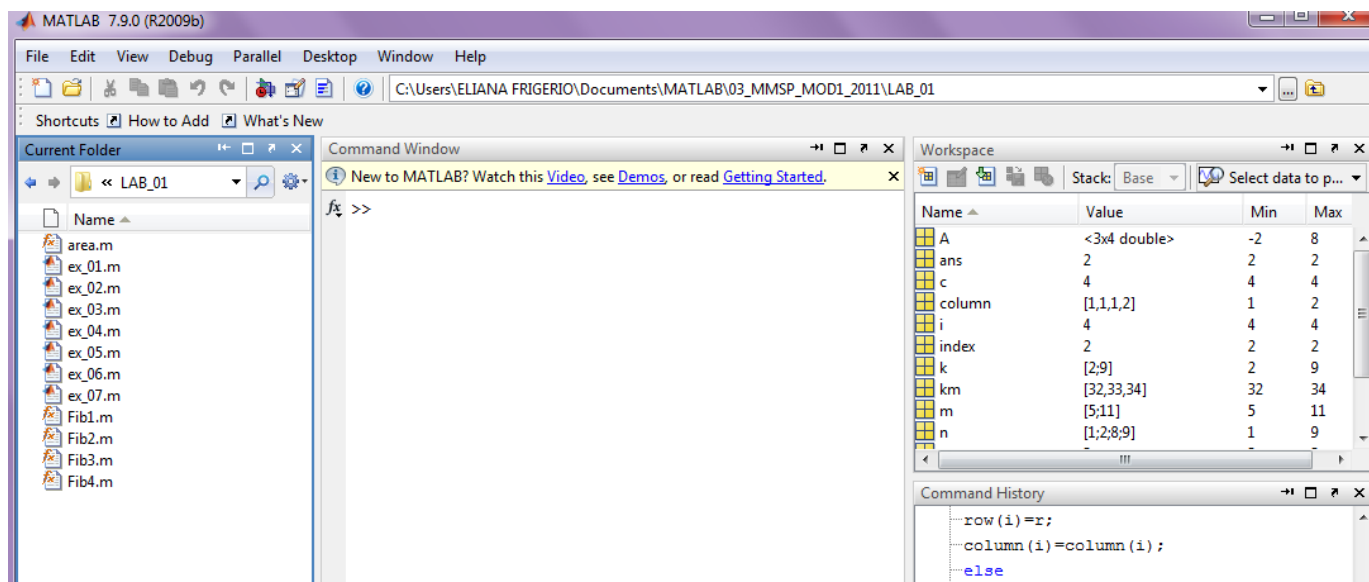 MATLAB 7.9.0 (R2009b)
File Edit View Debug Parallel Desktop Window Help
C:\Users\ELIANA FRIGERIO\Documents\MATLAB\03_MMSP_MOD1_2011\LAB_01
Shortcuts How to Add What's New
Current Folder
« LAB_01
Name
area.m
ex_01.m
ex_02.m
ex_03.m
ex_04.m
ex_05.m
ex_06.m
ex_07.m
Fib1.m
Fib2.m
Fib3.m
Fib4.m
Command Window
New to MATLAB? Watch this Video, see Demos, or read Getting Started.
fx >>
Workspace
Stack: Base Select data to p...
Name Value Min Max
A <3x4 double> -2 8
ans 2 2 2
c 4 4 4
column [1,1,1,2] 1 2
i 4 4 4
index 2 2 2
k [2;9] 2 9
km [32,33,34] 32 34
m [5;11] 5 11
n [1;2;8;9] 1 9
Command History
row(i)=r;
column(i)=column(i);
else